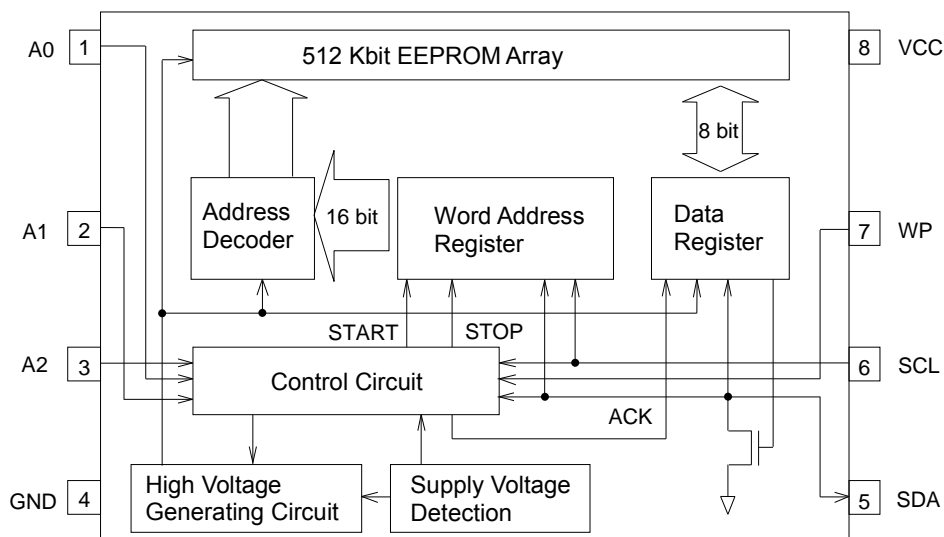 A0
1
512 Kbit EEPROM Array
8
VCC
8 bit
A1
2
Address
Decoder
16 bit
Word Address
Register
Data
Register
7
WP
START
STOP
A2
3
Control Circuit
6
SCL
ACK
GND
4
High Voltage
Generating Circuit
Supply Voltage
Detection
5
SDA